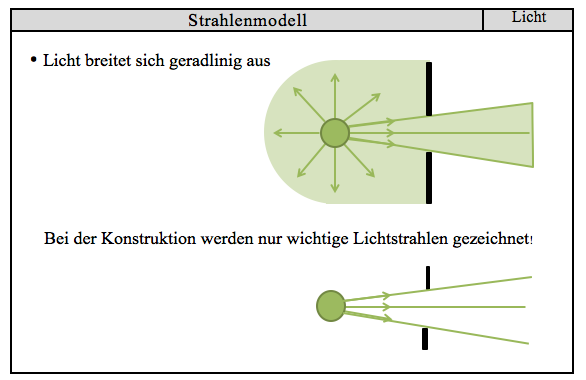 Strahlenmodell
Licht
• Licht breitet sich geradlinig aus
Bei der Konstruktion werden nur wichtige Lichtstrahlen gezeichnet!